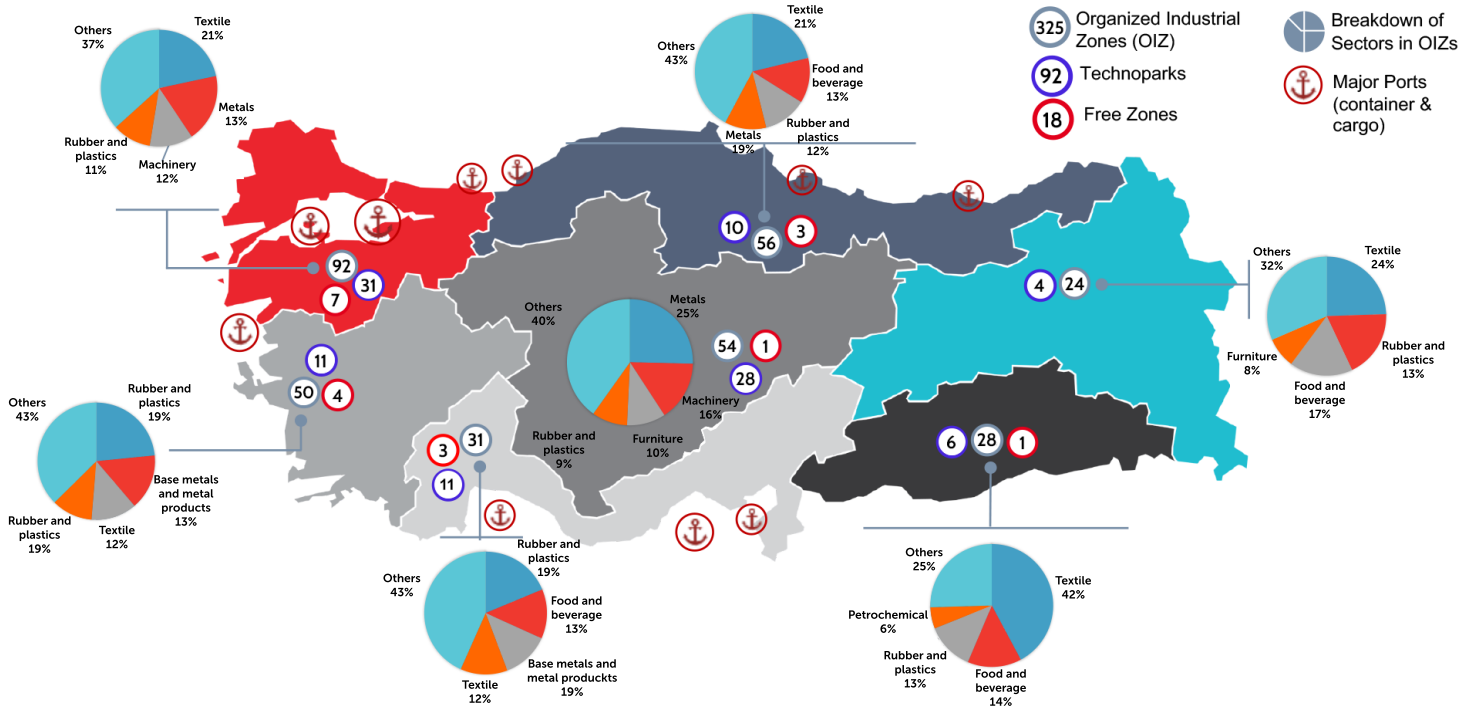 Textile
21%
Others
37%
Metals
13%
Rubber and
plastics
11%
Machinery
12%
Textile
21%
Others
43%
Food and
beverage
13%
Rubber and
plastics
12%
Metals
19%
325
Organized Industrial
Zones (OIZ)
92
Technoparks
18
Free Zones
Breakdown of
Sectors in OIZs
Major Ports
(container &
cargo)
92
31
7
10
56
3
4
24
Others
32%
Textile
24%
Rubber and
plastics
13%
Furniture
8%
Food and
beverage
17%
Others
40%
Metals
25%
Machinery
16%
Furniture
10%
Rubber and
plastics
9%
54
1
28
11
50
4
Others
43%
Rubber and
plastics
19%
Base metals
and metal
products
13%
Textile
12%
Rubber and
plastics
19%
3
31
11
Others
43%
Rubber and
plastics
19%
Food and
beverage
13%
Base metals and
metal produckts
19%
Textile
12%
6
28
1
Others
25%
Textile
42%
Petrochemical
6%
Rubber and
plastics
13%
Food and
beverage
14%